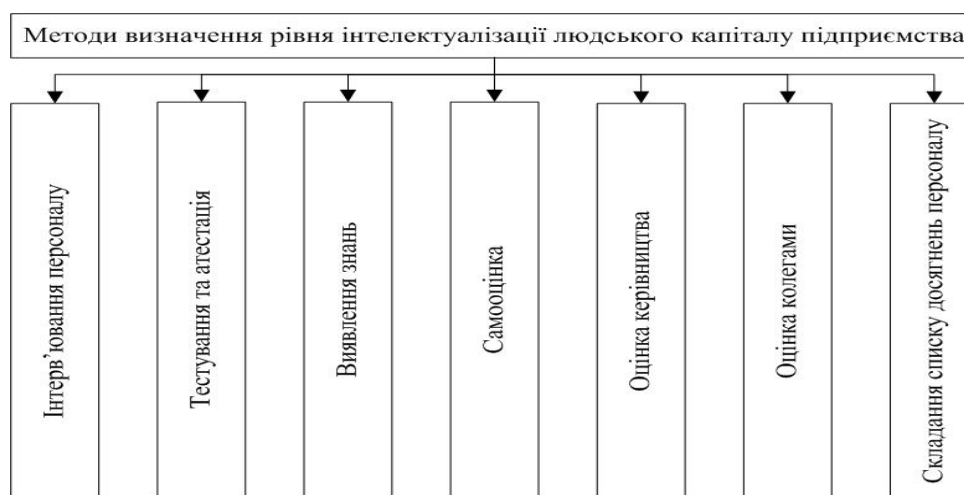 Методи визначення рівня інтелектуалізації людського капіталу підприємства
Інтерв’ювання персоналу
Тестування та атестація
Виявлення знань
Самооцінка
Оцінка керівництва
Оцінка колегами
Складання списку досягнень персоналу